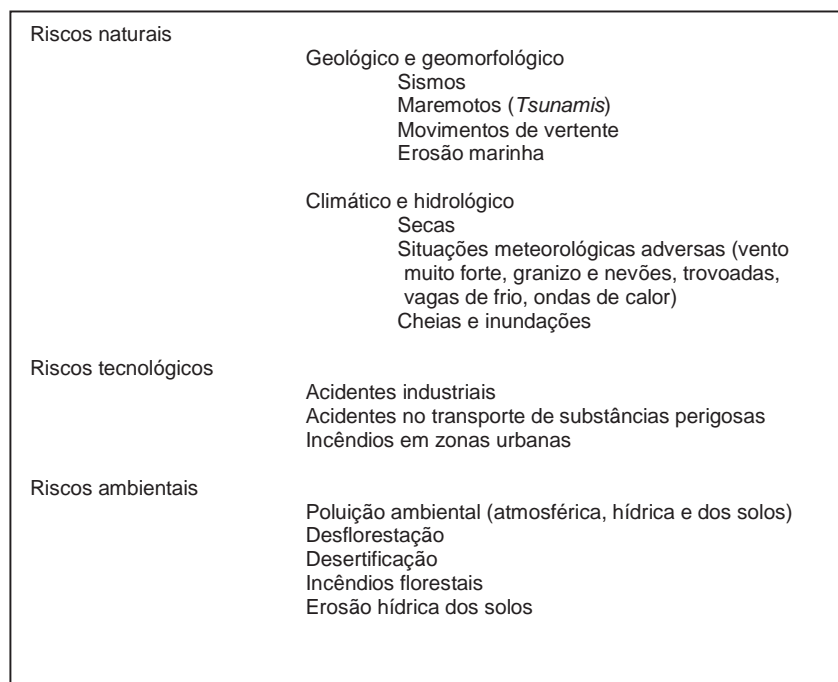 Riscos naturais
Geológico e geomorfológico
Sismos
Maremotos (Tsunamis)
Movimentos de vertente
Erosão marinha
Climático e hidrológico
Secas
Situações meteorológicas adversas (vento
muito forte, granizo e nevões, trovoadas,
vagas de frio, ondas de calor)
Cheias e inundações
Riscos tecnológicos
Acidentes industriais
Acidentes no transporte de substâncias perigosas
Incêndios em zonas urbanas
Riscos ambientais
Poluição ambiental (atmosférica, hídrica e dos solos)
Desflorestação
Desertificação
Incêndios florestais
Erosão hídrica dos solos